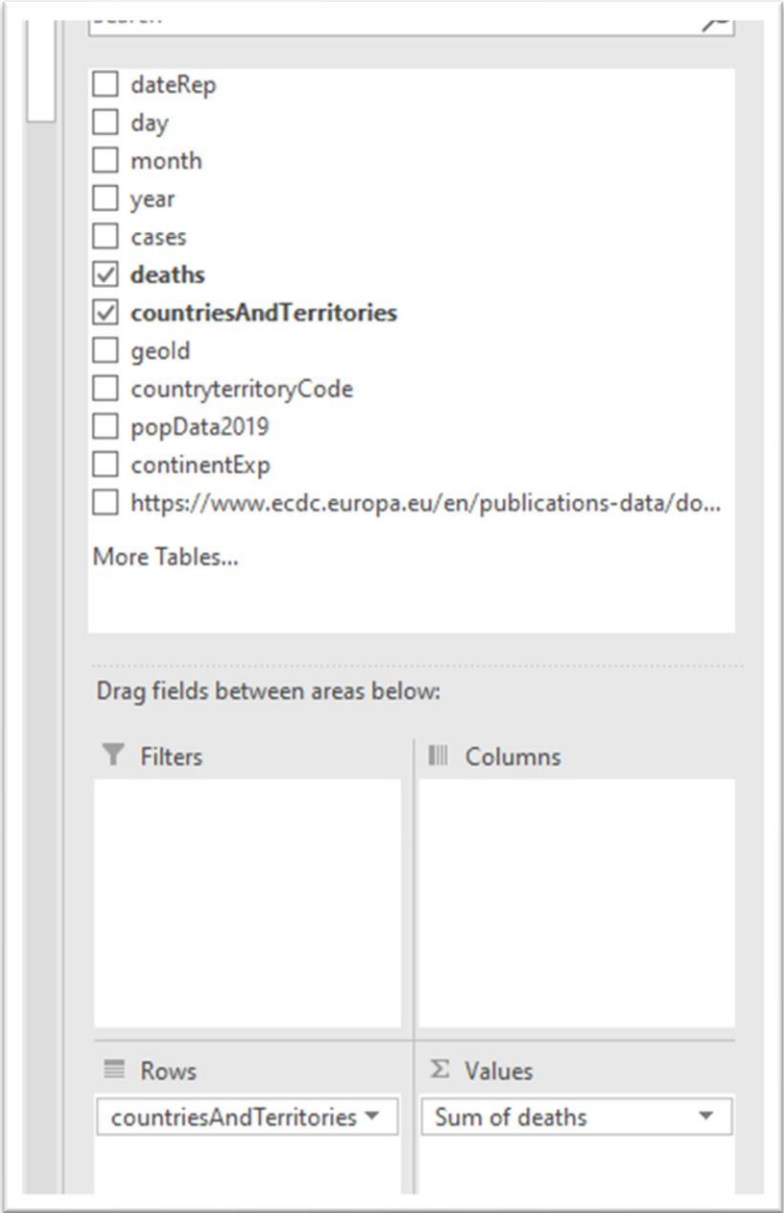 dateRep
day
month
year
cases
deaths
countriesAndTerritories
geoId
countryterritoryCode
popData2019
continentExp
https://www.ecdc.europa.eu/en/publications-data/do...
More Tables...
Drag fields between areas below:
Filters
Columns
Rows
Σ Values
countriesAndTerritories
Sum of deaths